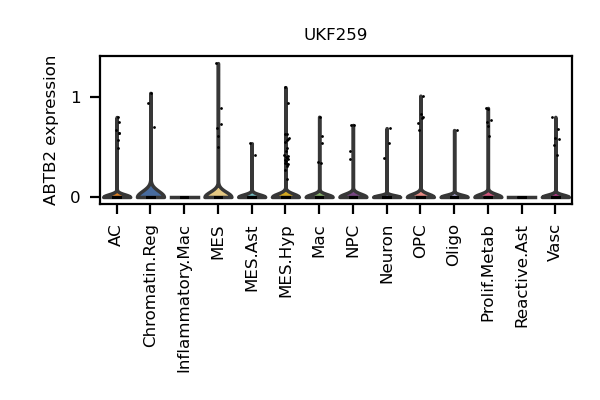 UKF259
ABTB2 expression
1
0
AC
Chromatin.Reg
Inflammatory.Mac
MES
MES.Ast
MES.Hyp
Mac
NPC
Neuron
OPC
Oligo
Prolif.Metab
Reactive.Ast
Vasc